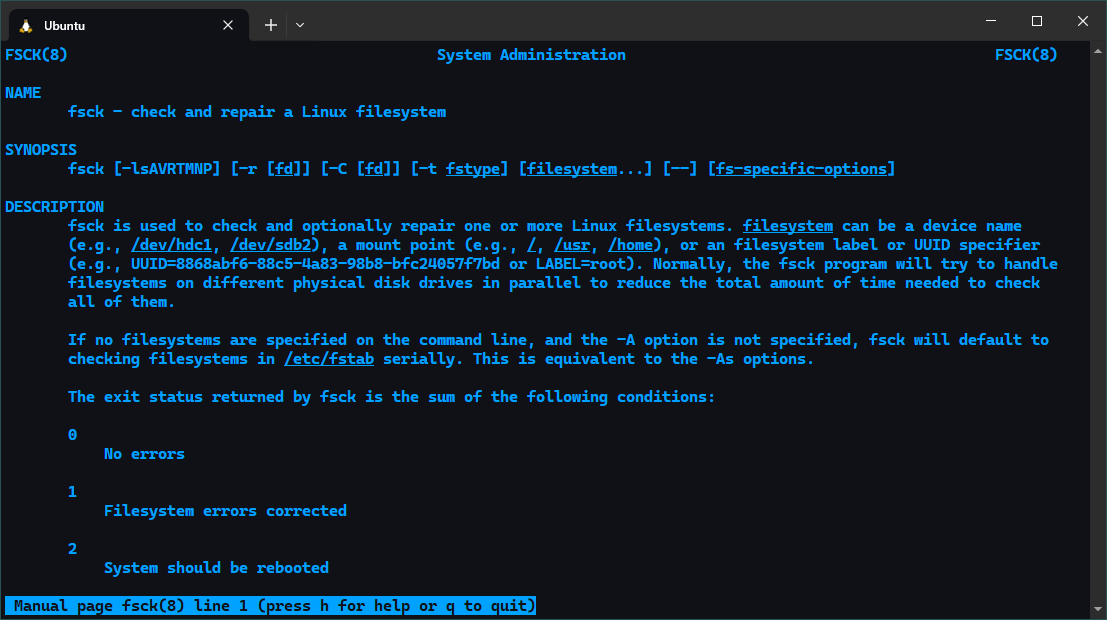 Ubuntu
FSCK(8) System Administration FSCK(8)
NAME
fsck - check and repair a Linux filesystem
SYNOPSIS
fsck [-lsAVRTMNP] [-r [fd]] [-C [fd]] [-t fstype] [filesystem...] [--] [fs-specific-options]
DESCRIPTION
fsck is used to check and optionally repair one or more Linux filesystems. filesystem can be a device name
(e.g., /dev/hdc1, /dev/sdb2), a mount point (e.g., /, /usr, /home), or an filesystem label or UUID specifier
(e.g., UUID=8868abf6-88c5-4a83-98b8-bfc24057f7bd or LABEL=root). Normally, the fsck program will try to handle
filesystems on different physical disk drives in parallel to reduce the total amount of time needed to check
all of them.
If no filesystems are specified on the command line, and the -A option is not specified, fsck will default to
checking filesystems in /etc/fstab serially. This is equivalent to the -As options.
The exit status returned by fsck is the sum of the following conditions:
0
No errors
1
Filesystem errors corrected
2
System should be rebooted
Manual page fsck(8) line 1 (press h for help or q to quit)